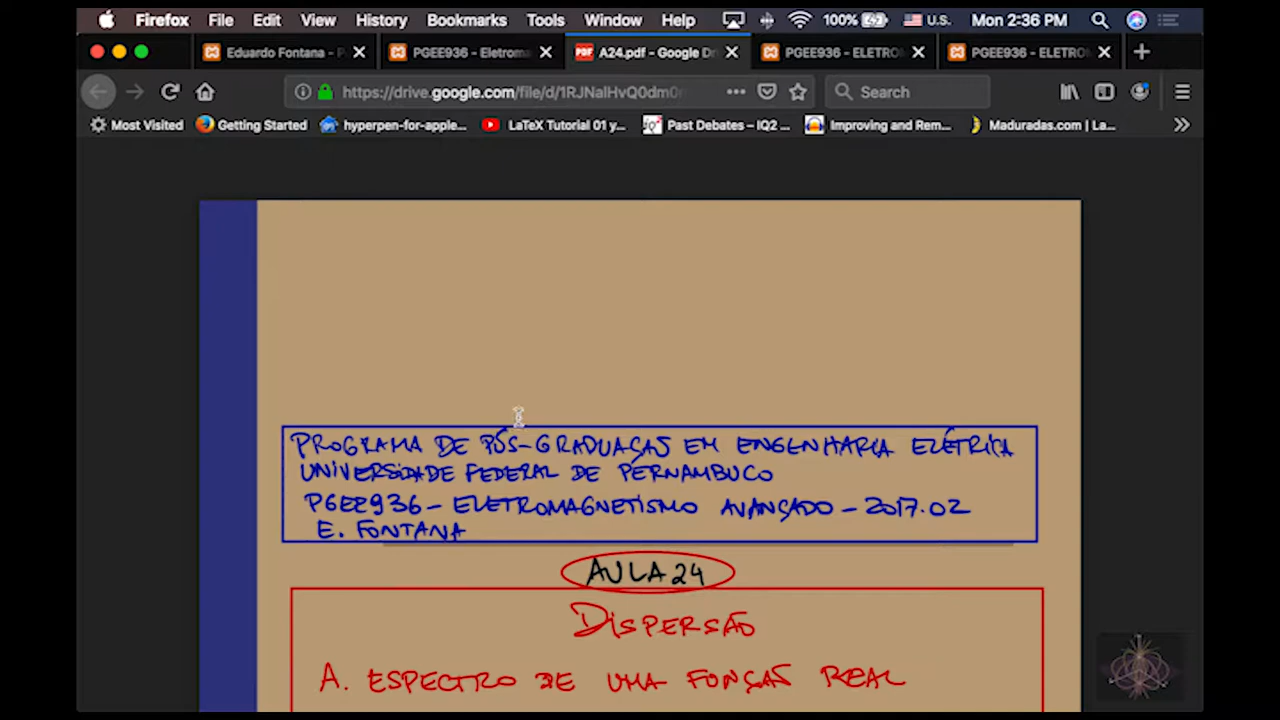 Firefox File Edit View History Bookmarks Tools Window Help 100% U.S. Mon 2:36 PM
Eduardo Fontana - P
PGEE936 - Eletroma
A24.pdf - Google Dr
PGEE936 - ELETRO
PGEE936 - ELETRON
https://drive.google.com/file/d/1RJNalHvQ0dm0
Search
Most Visited Getting Started hyperpen-for-apple... LaTeX Tutorial 01 y... Past Debates – IQ2 ... Improving and Rem... Maduradas.com | La...
PROGRAMA DE PÓS-GRADUAÇÃO EM ENGENHARIA ELÉTRICA
UNIVERSIDADE FEDERAL DE PERNAMBUCO
PGEE936 - ELETROMAGNETISMO AVANÇADO - 2017.02
E. FONTANA
AULA 24
DISPERSÃO
A. ESPECTRO DE UMA FUNÇÃO REAL